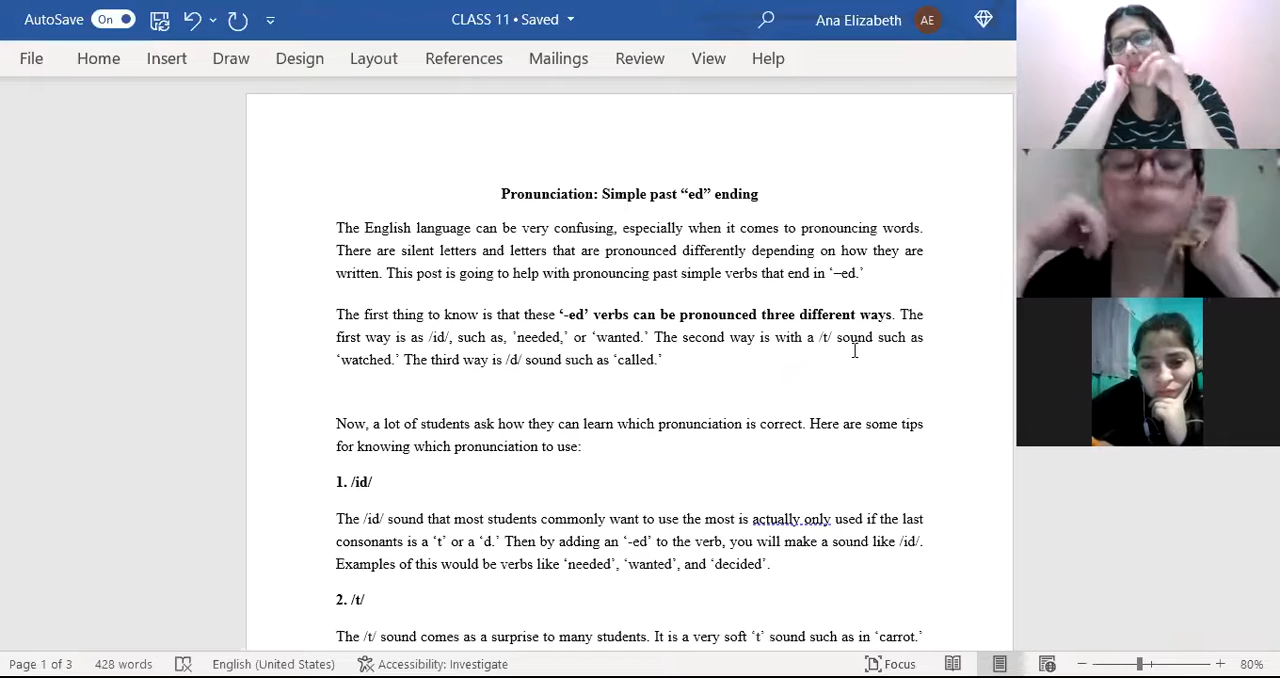 AutoSave On CLASS 11 • Saved Ana Elizabeth AE
File Home Insert Draw Design Layout References Mailings Review View Help
Pronunciation: Simple past “ed” ending
The English language can be very confusing, especially when it comes to pronouncing words.
There are silent letters and letters that are pronounced differently depending on how they are
written. This post is going to help with pronouncing past simple verbs that end in ‘–ed.’
The first thing to know is that these ‘-ed’ verbs can be pronounced three different ways. The
first way is as /id/, such as, ’needed,’ or ‘wanted.’ The second way is with a /t/ sound such as
‘watched.’ The third way is /d/ sound such as ‘called.’
Now, a lot of students ask how they can learn which pronunciation is correct. Here are some tips
for knowing which pronunciation to use:
1. /id/
The /id/ sound that most students commonly want to use the most is actually only used if the last
consonants is a ‘t’ or a ‘d.’ Then by adding an ‘-ed’ to the verb, you will make a sound like /id/.
Examples of this would be verbs like ‘needed’, ‘wanted’, and ‘decided’.
2. /t/
The /t/ sound comes as a surprise to many students. It is a very soft ‘t’ sound such as in ‘carrot.’
Page 1 of 3 428 words English (United States) Accessibility: Investigate Focus 80%